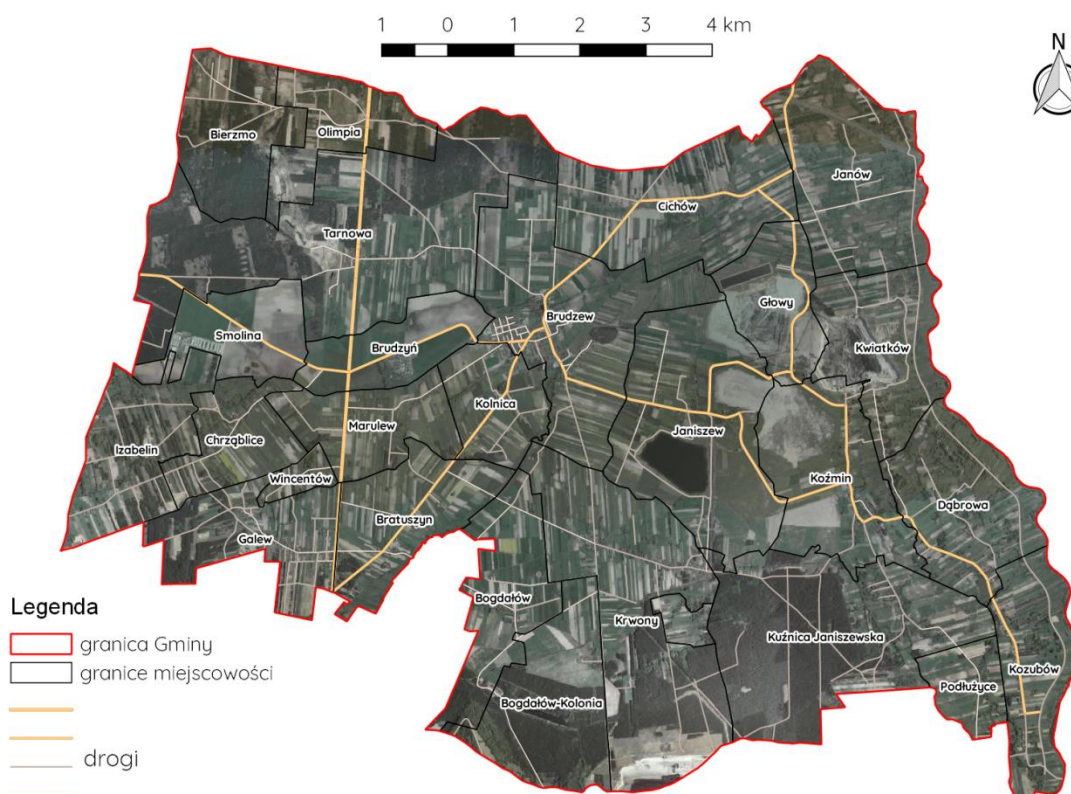 1 0 1 2 3 4 km
N
Bierzmo
Olimpia
Janów
Cichów
Tarnowa
Głowy
Brudzew
Smolina
Brudzyń
Kwiatków
Kolnica
Marulew
Janiszew
Chrząblice
Izabelin
Wincentów
Koźmin
Dąbrowa
Bratuszyn
Galew
Bogdałów
Krwony
Kuźnica Janiszewska
Kozubów
Podłużyce
Bogdałów-Kolonia
Legenda
granica Gminy
granice miejscowości
drogi